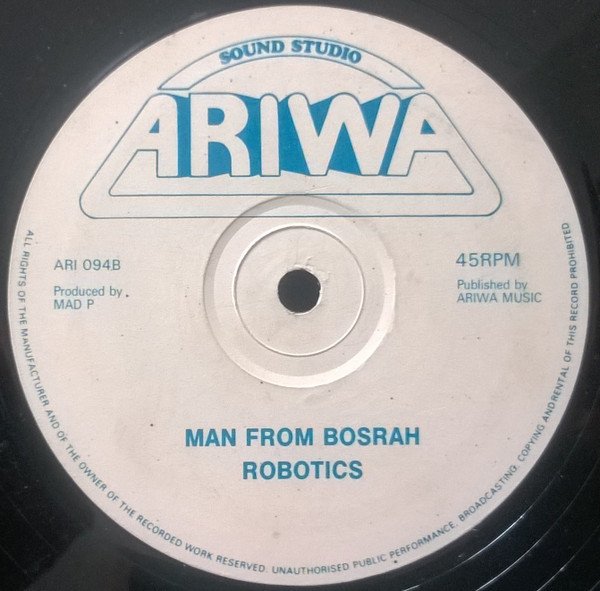 SOUND STUDIO
ARIWA
ARI 094B
45RPM
Produced by
MAD P
Published by
ARIWA MUSIC
MAN FROM BOSRAH
ROBOTICS
ALL RIGHTS OF THE MANUFACTURER AND OF THE OWNER OF THE RECORDED WORK RESERVED. UNAUTHORISED PUBLIC PERFORMANCE. BROADCASTING. COPYING ANDRENTAL OF THIS RECORD PROHIBITED